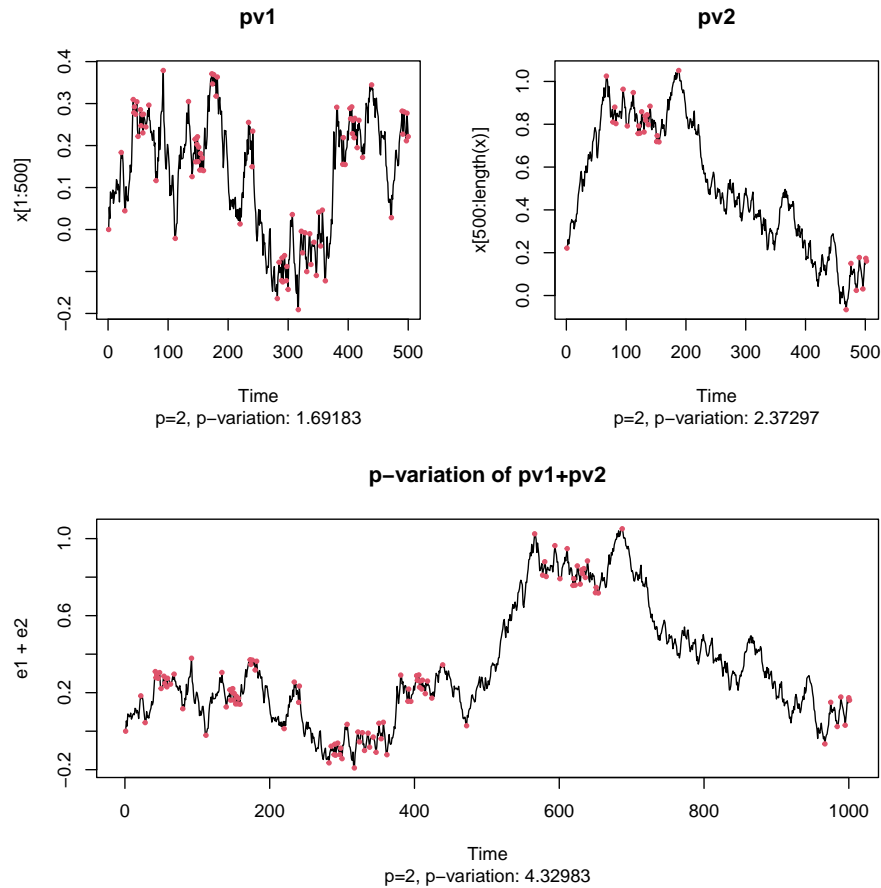 pv1
x[1:500]
−0.2 0.0 0.1 0.2 0.3 0.4
0 100 200 300 400 500
Time
p=2, p−variation: 1.69183
pv2
x[500:length(x)]
0.0 0.2 0.4 0.6 0.8 1.0
0 100 200 300 400 500
Time
p=2, p−variation: 2.37297
p−variation of pv1+pv2
e1 + e2
−0.2 0.2 0.6 1.0
0 200 400 600 800 1000
Time
p=2, p−variation: 4.32983